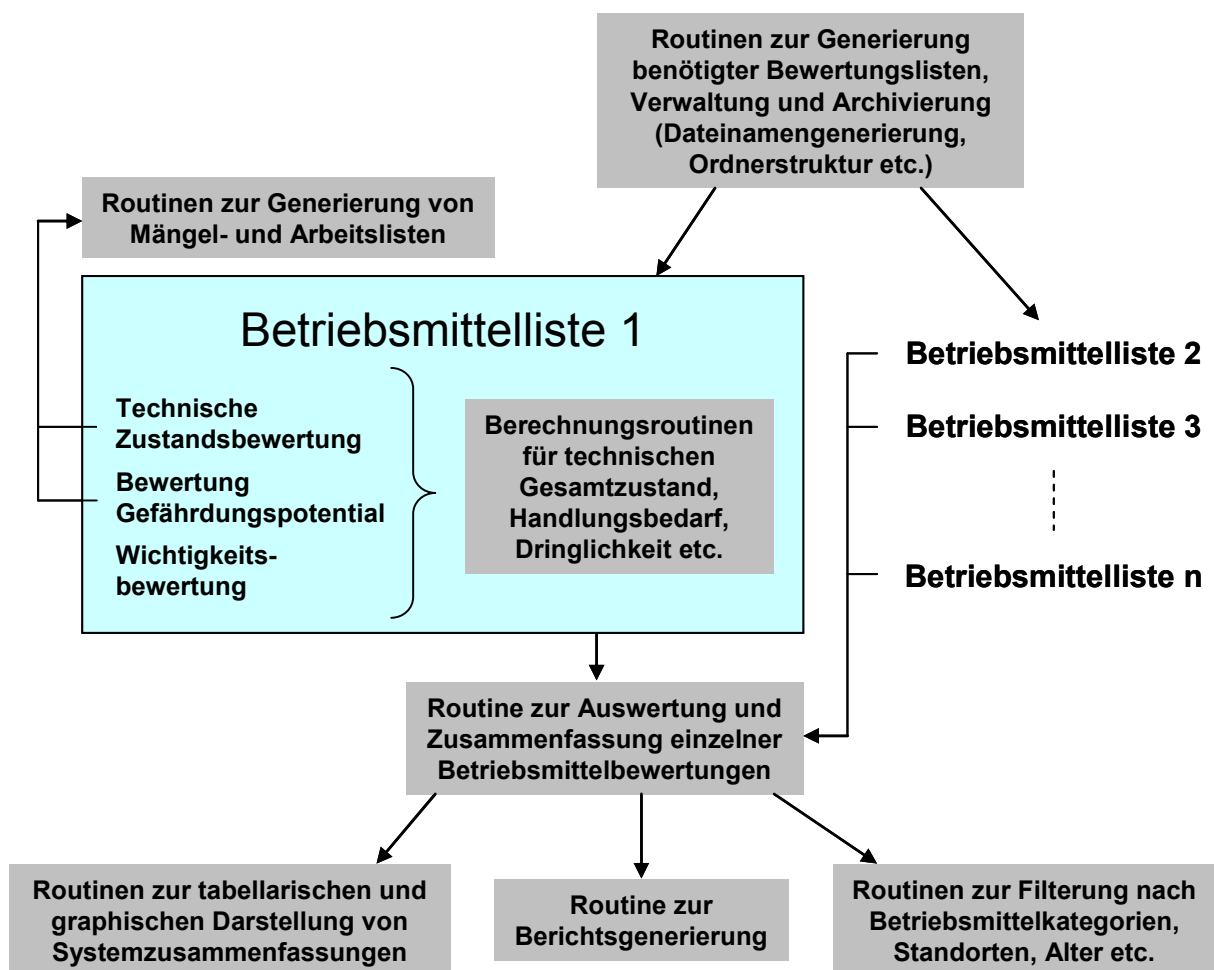 Routinen zur Generierung
benötigter Bewertungslisten,
Verwaltung und Archivierung
(Dateinamengenerierung,
Ordnerstruktur etc.)
Routinen zur Generierung von
Mängel- und Arbeitslisten
Betriebsmittelliste 1
Technische
Zustandsbewertung
Bewertung
Gefährdungspotential
Wichtigkeits-
bewertung
Berechnungsroutinen
für technischen
Gesamtzustand,
Handlungsbedarf,
Dringlichkeit etc.
Betriebsmittelliste 2
Betriebsmittelliste 3
Betriebsmittelliste n
Routine zur Auswertung und
Zusammenfassung einzelner
Betriebsmittelbewertungen
Routinen zur tabellarischen und
graphischen Darstellung von
Systemzusammenfassungen
Routine zur
Berichtsgenerierung
Routinen zur Filterung nach
Betriebsmittelkategorien,
Standorten, Alter etc.